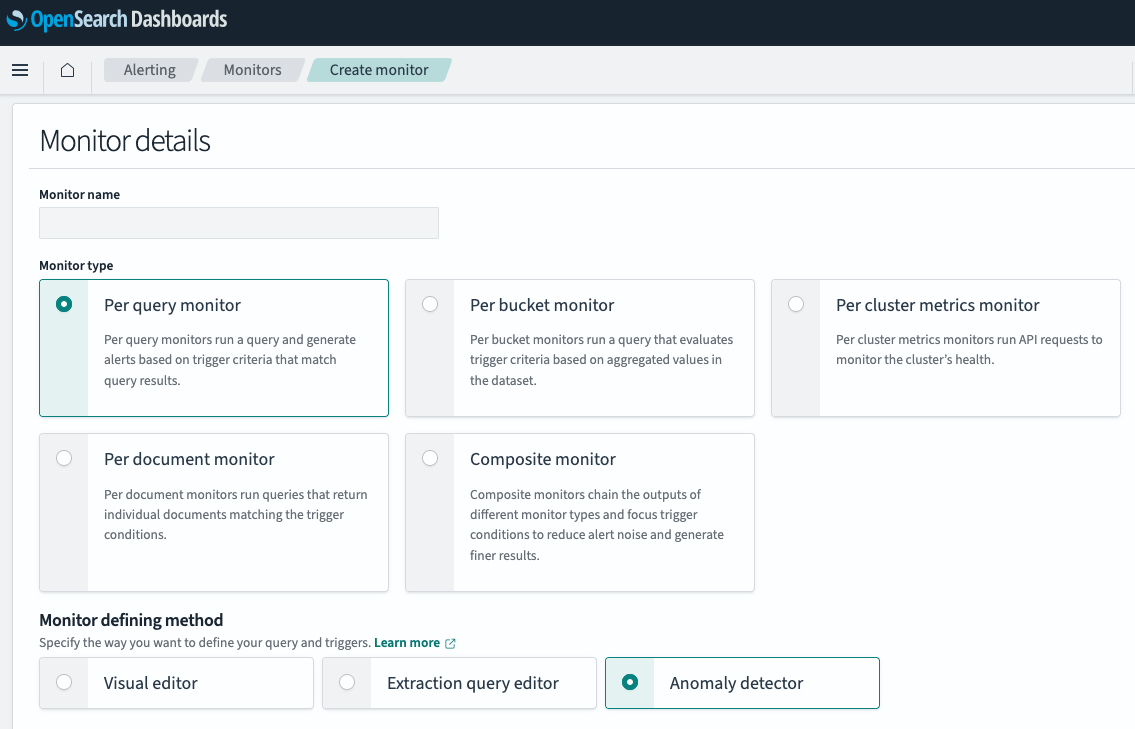 OpenSearch Dashboards
Alerting
Monitors
Create monitor
Monitor details
Monitor name
Monitor type
Per query monitor
Per query monitors run a query and generate
alerts based on trigger criteria that match
query results.
Per bucket monitor
Per bucket monitors run a query that evaluates
trigger criteria based on aggregated values in
the dataset.
Per cluster metrics monitor
Per cluster metrics monitors run API requests to
monitor the cluster’s health.
Per document monitor
Per document monitors run queries that return
individual documents matching the trigger
conditions.
Composite monitor
Composite monitors chain the outputs of
different monitor types and focus trigger
conditions to reduce alert noise and generate
finer results.
Monitor defining method
Specify the way you want to define your query and triggers. Learn more
Visual editor
Extraction query editor
Anomaly detector